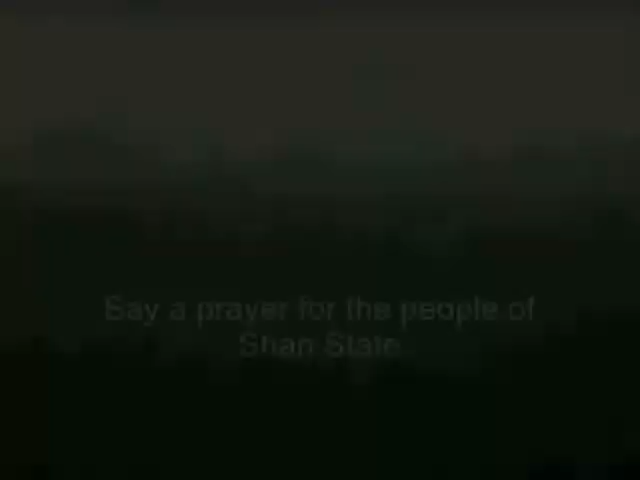 Say a prayer for the people of
Shan State.